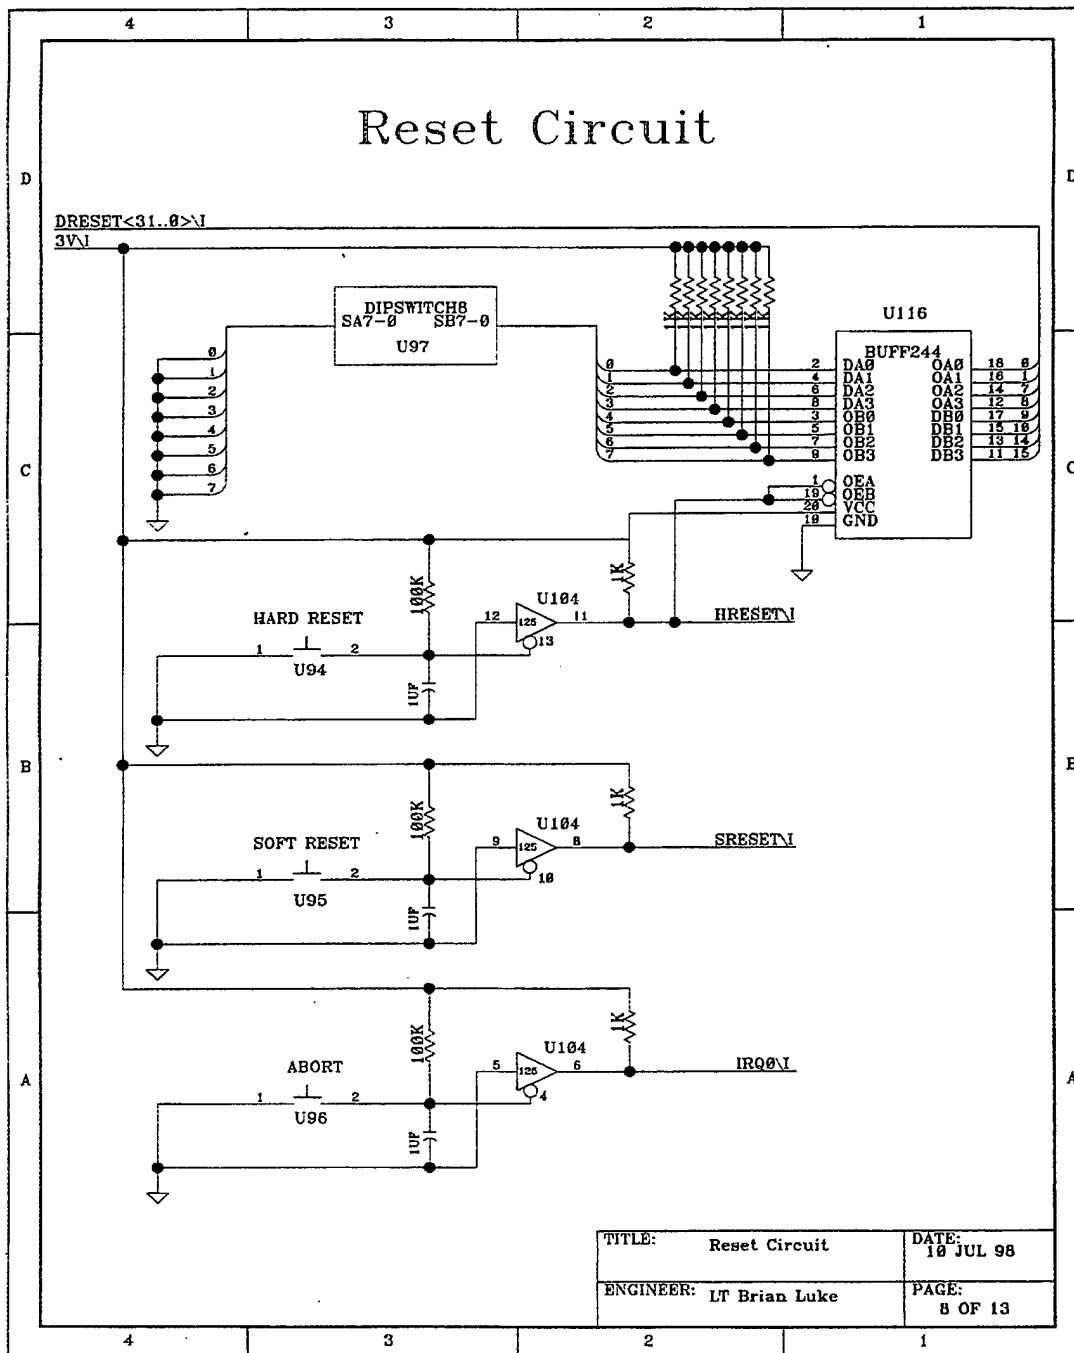 4 3 2 1
Reset Circuit
D D
DRESET<31..0>\I
3V\I
DIPSWITCH8
SA7-0 SB7-0
U97
U116
BUFF244
0
1
2
3
4
5
6
7
0 2 DA0 OA0 18 0
1 4 DA1 OA1 16 1
2 6 DA2 OA2 14 7
3 8 DA3 OA3 12 8
4 3 OB0 DB0 17 9
5 5 OB1 DB1 15 10
6 7 OB2 DB2 13 14
7 9 OB3 DB3 11 15
1 OEA
19 OEB
20 VCC
10 GND
C C
100K
1K
HARD RESET
1 2
U94
1UF
12 125 11
U104
13
HRESET\I
B B
100K
1K
SOFT RESET
1 2
U95
1UF
9 125 8
U104
10
SRESET\I
A A
100K
1K
ABORT
1 2
U96
1UF
5 125 6
U104
4
IRQ0\I
TITLE: Reset Circuit
DATE: 10 JUL 98
ENGINEER: LT Brian Luke
PAGE: 8 OF 13
4 3 2 1